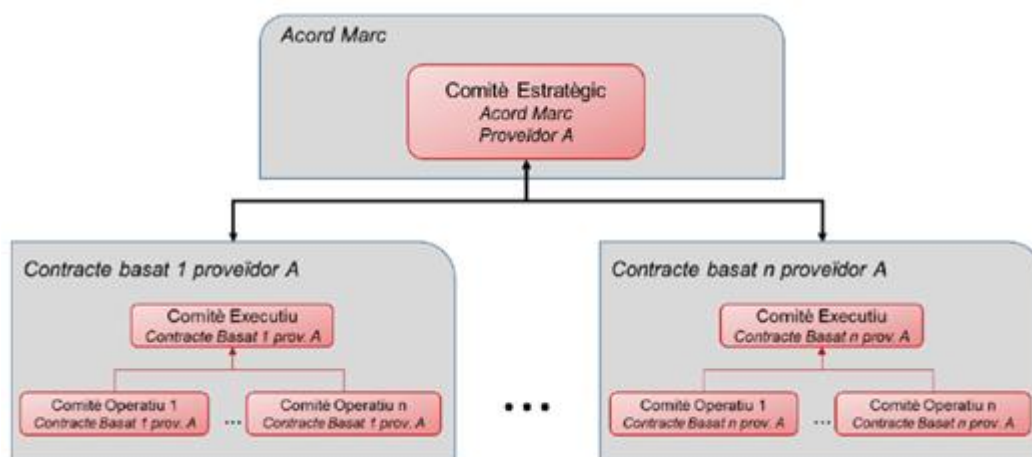 Acord Marc
Comitè Estratègic
Acord Marc
Proveïdor A
Contracte basat 1 proveïdor A
Comitè Executiu
Contracte Basat 1 prov. A
Comitè Operatiu 1
Contracte Basat 1 prov. A
...
Comitè Operatiu n
Contracte Basat 1 prov. A
...
Contracte basat n proveïdor A
Comitè Executiu
Contracte Basat n prov. A
Comitè Operatiu 1
Contracte Basat n prov. A
...
Comitè Operatiu n
Contracte Basat n prov. A